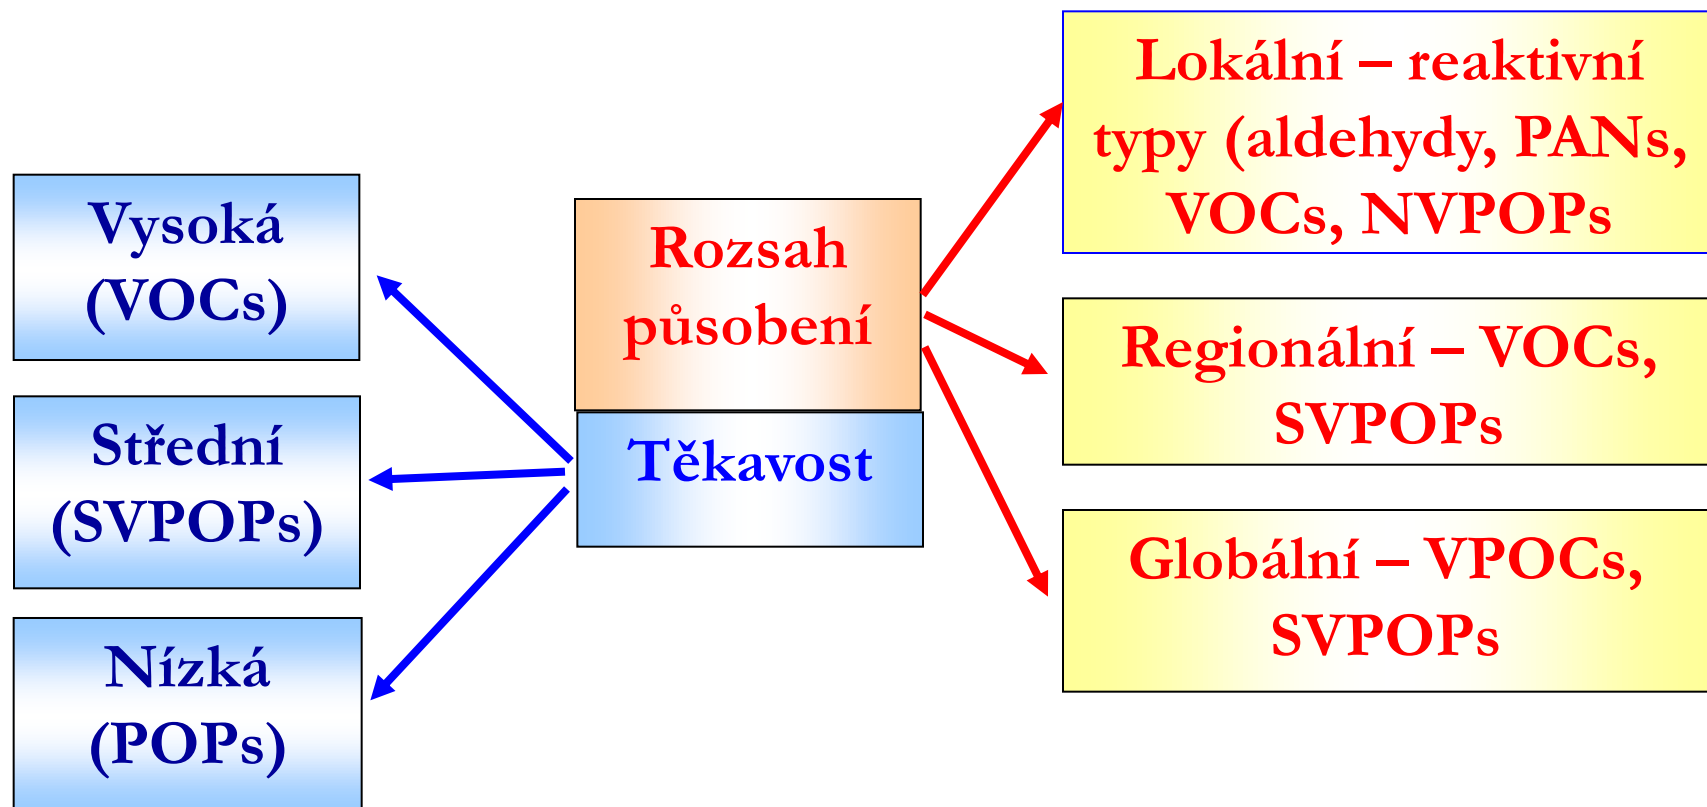 Vysoká
(VOCs)
Střední
(SVPOPs)
Nízká
(POPs)
Rozsah
působení
Těkavost
Lokální – reaktivní
typy (aldehydy, PANs,
VOCs, NVPOPs
Regionální – VOCs,
SVPOPs
Globální – VPOCs,
SVPOPs